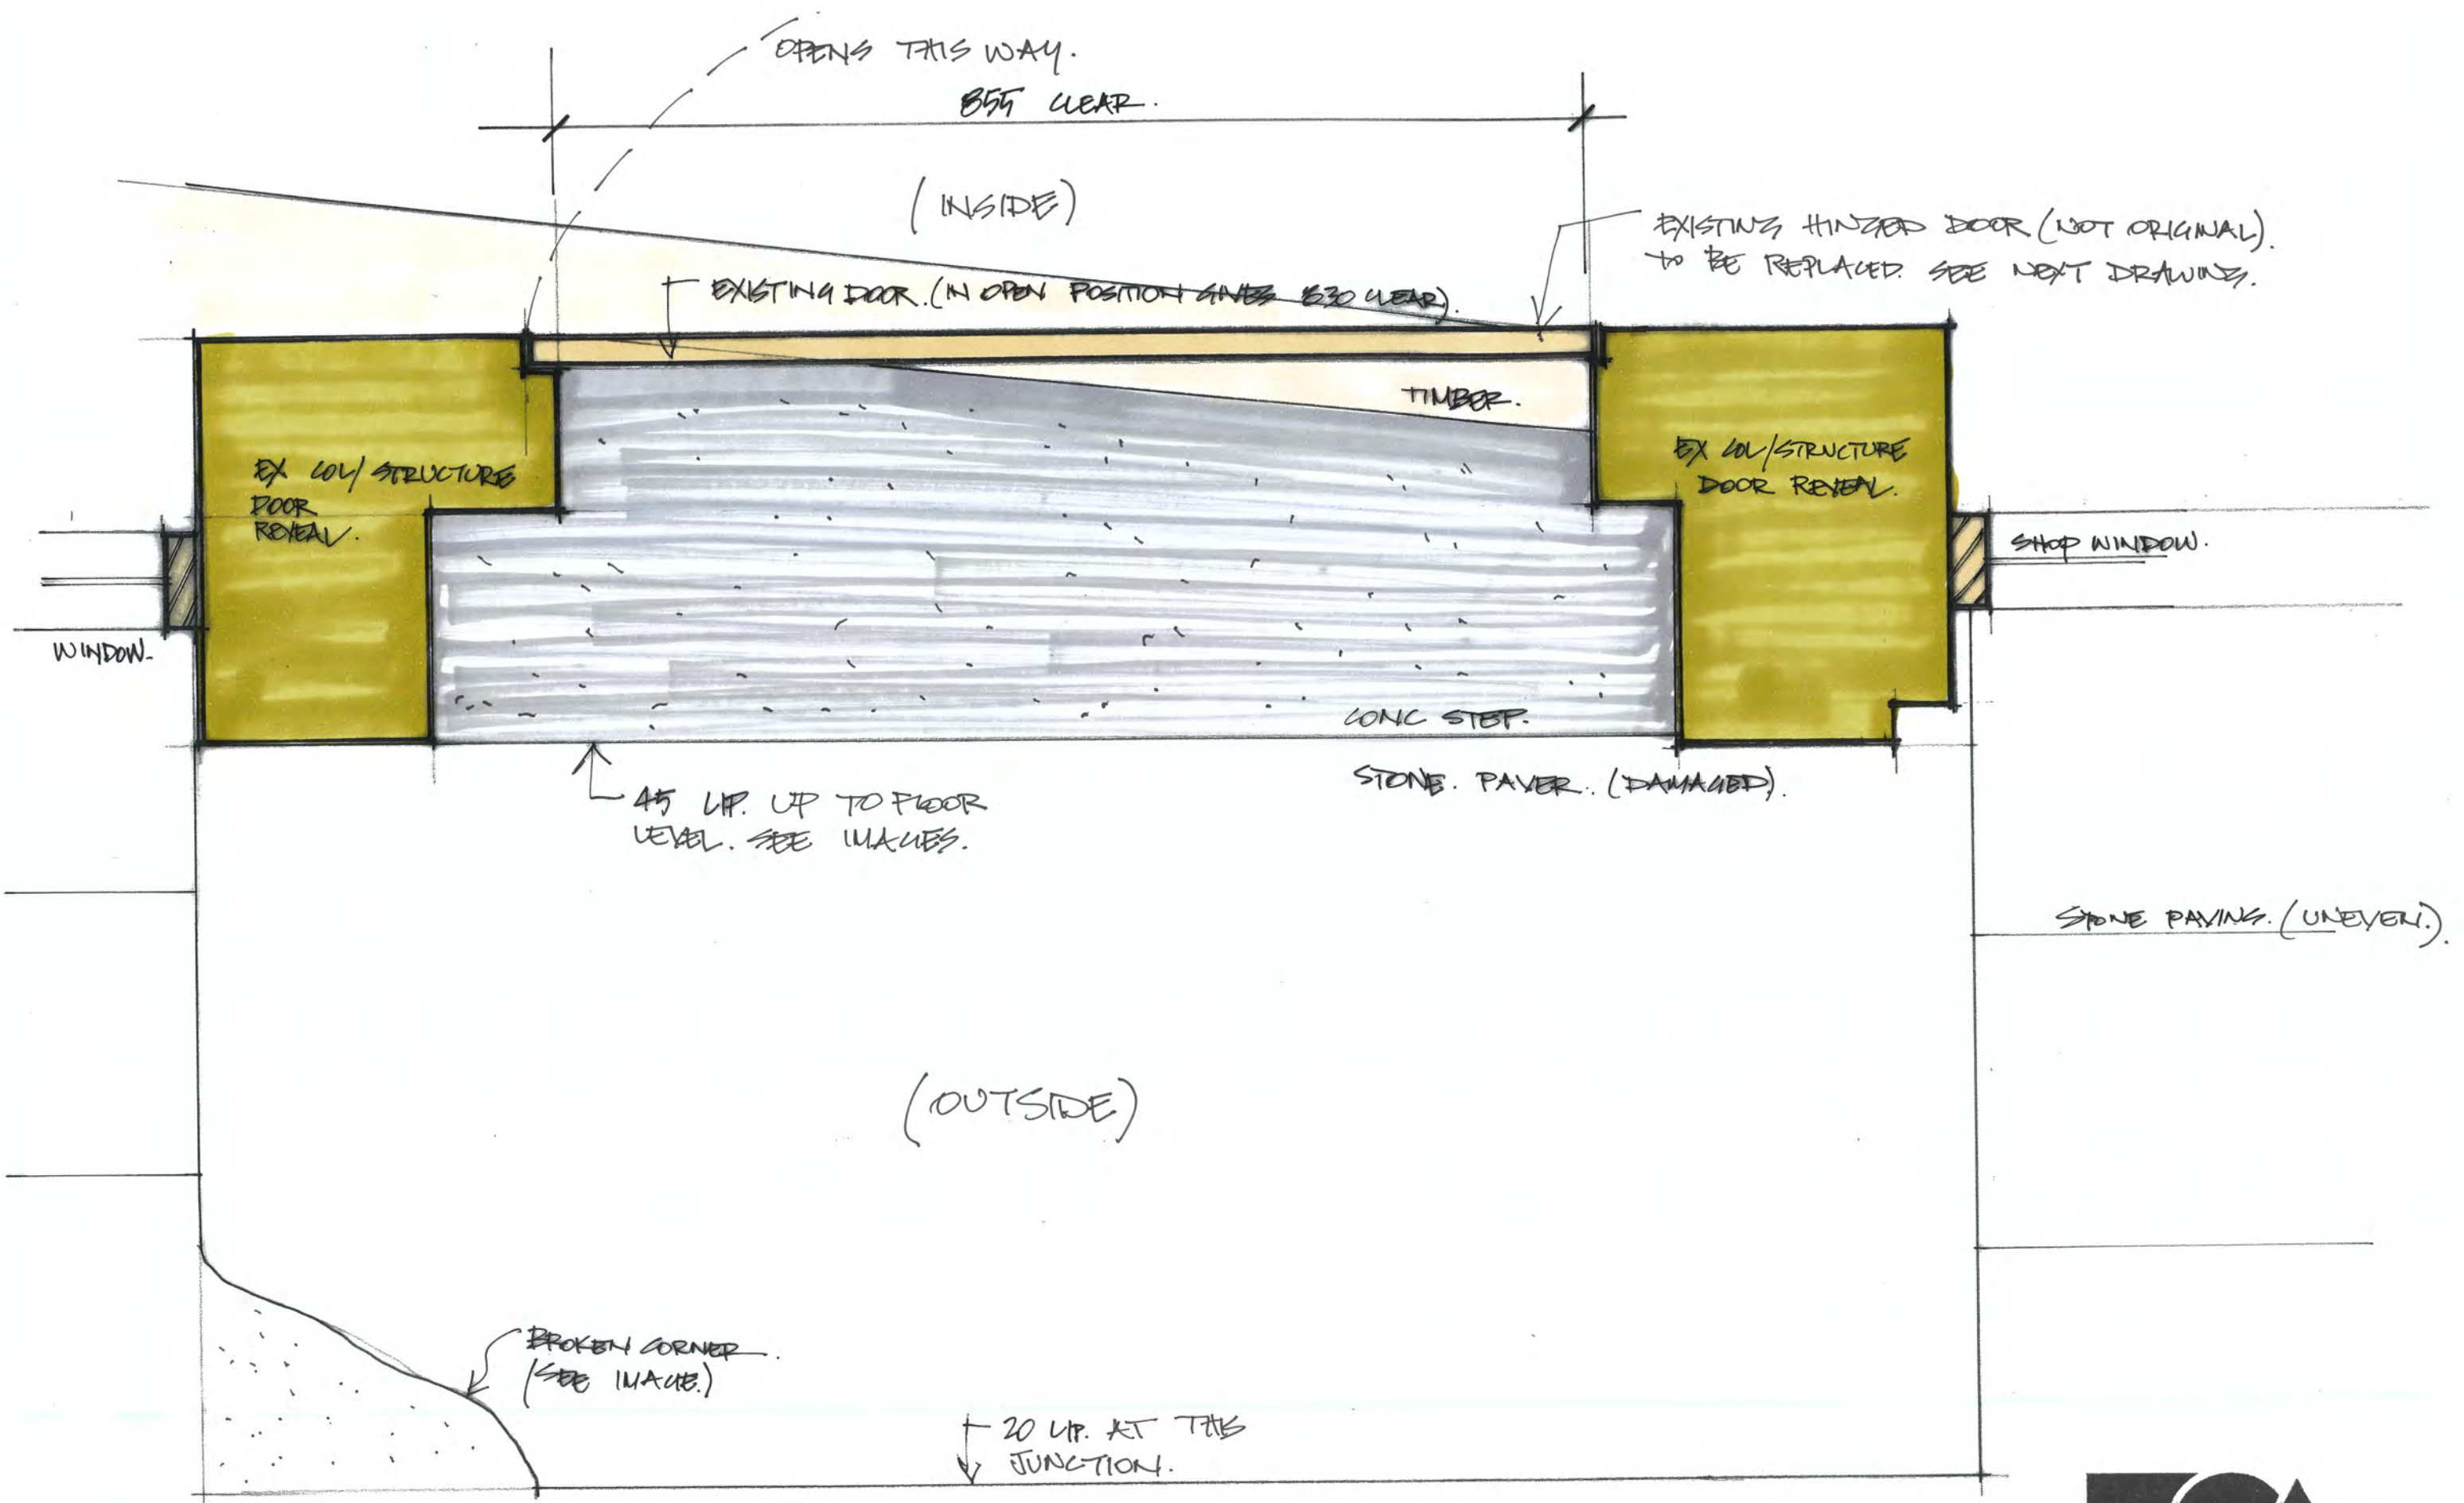 OPENS THIS WAY.
855 CLEAR.
(INSIDE)
EXISTING HINGED DOOR (NOT ORIGINAL).
TO BE REPLACED. SEE NEXT DRAWING.
EXISTING DOOR. (IN OPEN POSITION GIVES 830 CLEAR).
TIMBER.
EX COL/STRUCTURE
DOOR
REVEAL.
EX COL/STRUCTURE
DOOR REVEAL.
SHOP WINDOW.
WINDOW.
CONC STEP.
STONE. PAVER. (DAMAGED).
45 LIP. UP TO FLOOR
LEVEL. SEE IMAGES.
STONE PAVING. (UNEVEN.).
(OUTSIDE)
BROKEN CORNER.
(SEE IMAGE.)
20 LIP. AT THIS
JUNCTION.